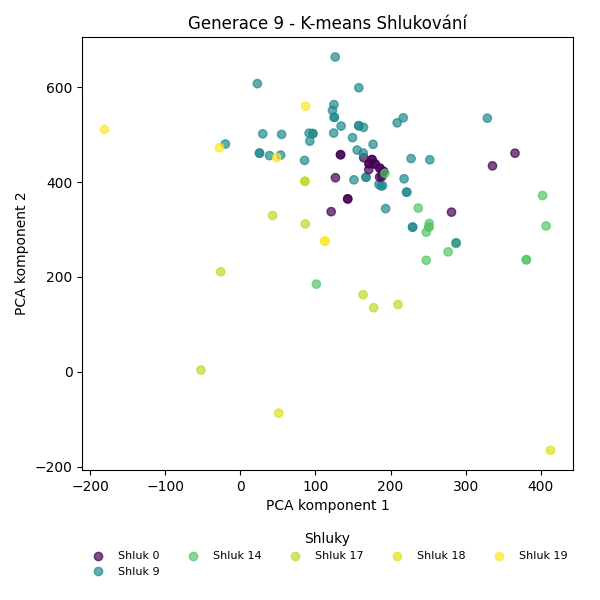 Generace 9 - K-means Shlukování
PCA komponent 2
600
400
200
0
−200
−200
−100
0
100
200
300
400
PCA komponent 1
Shluky
Shluk 0
Shluk 14
Shluk 17
Shluk 18
Shluk 19
Shluk 9